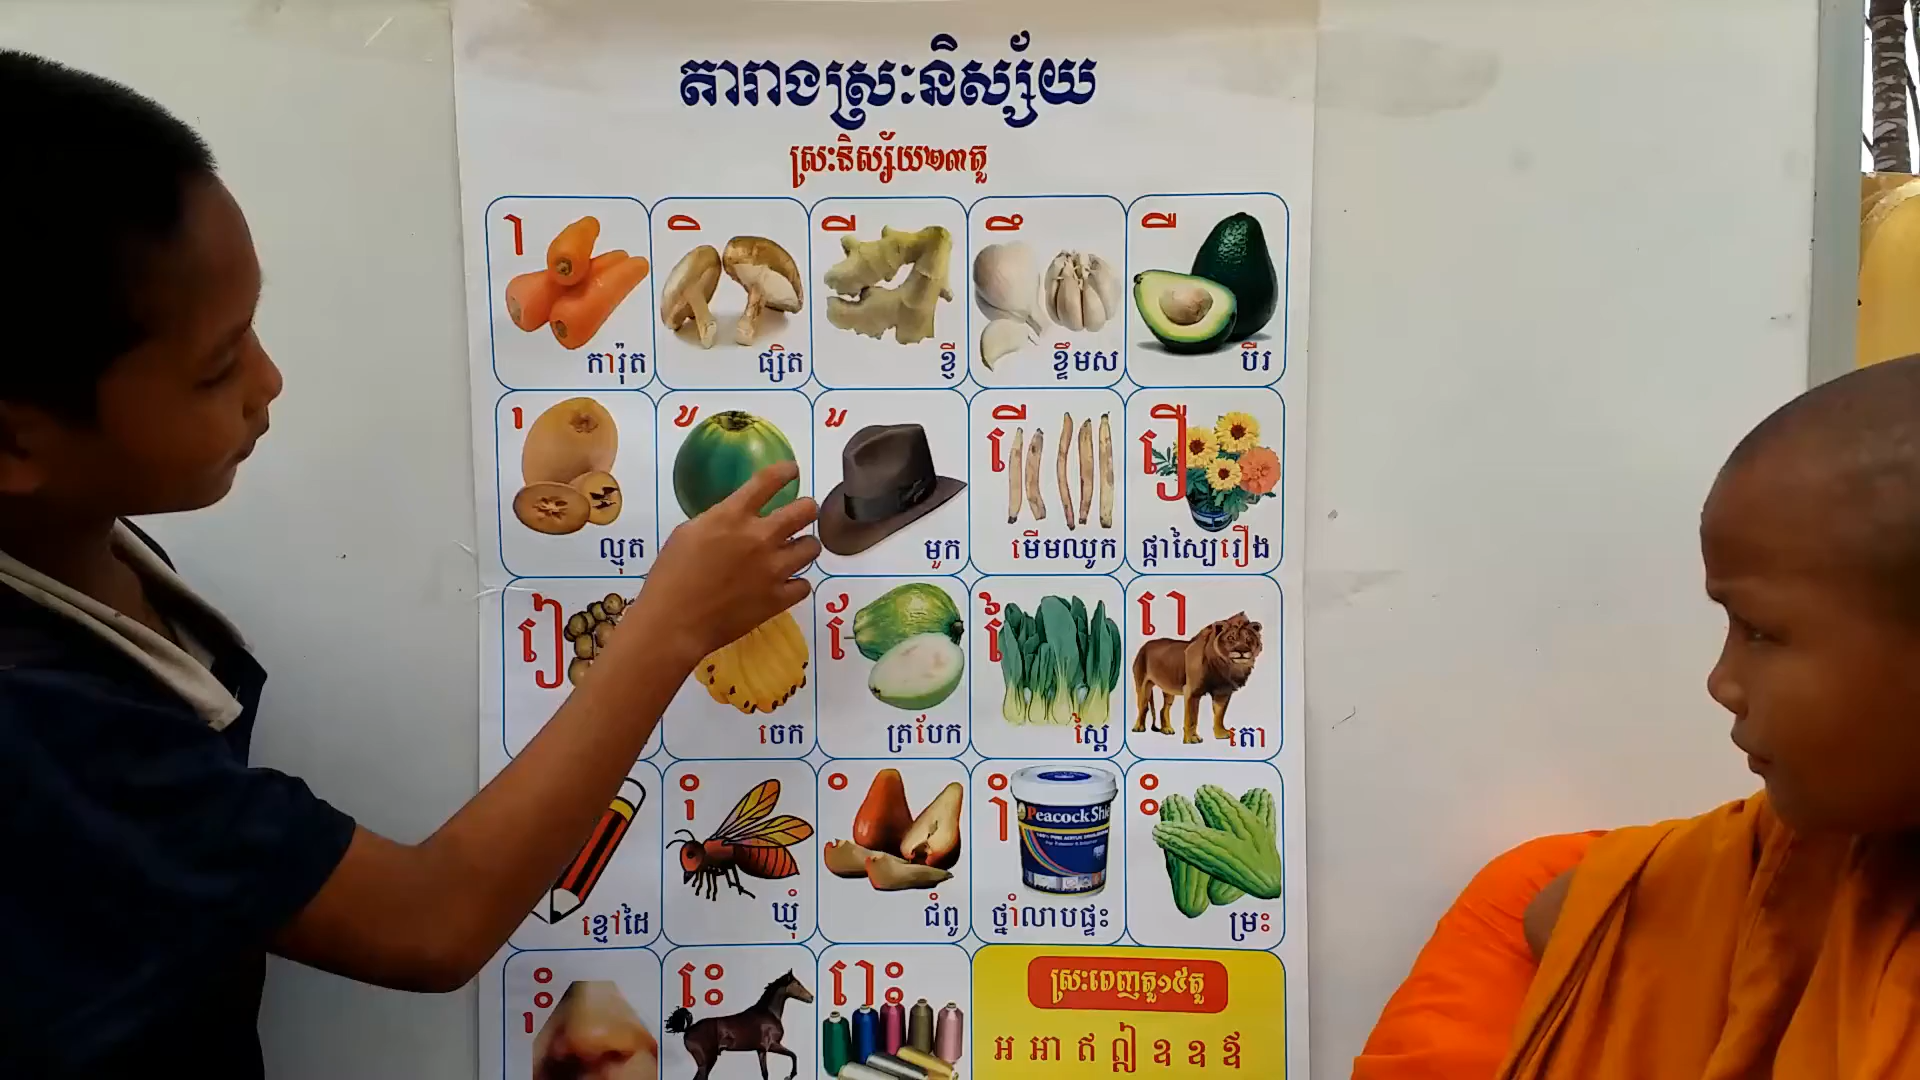 តារាងស្រៈនិស្ស័យ
ស្រៈនិស្ស័យ២៣តួ
ា ិ ី ឹ ឺ
ការ៉ុត ផ្សិត ខ្ញី ខ្ទឹមស បឺរ
ុ ូ ួ ើ ឿ
ល្មុត មួក មើមឈូក ផ្កាស្បៃរឿង
ៀ ែ ៃ ោ
ចេក ត្របែក ស្ពៃ តោ
ុំ ំ ាំ ះ
Peacock Shie
ខ្មៅដៃ ឃ្មុំ ជំពូ ថ្នាំលាបផ្ទះ ម្រះ
ុំះ េះ ោះ
ស្រៈពេញតួ១៥តួ
អ អា ឥ ឦ ឧ ឧ ឪ